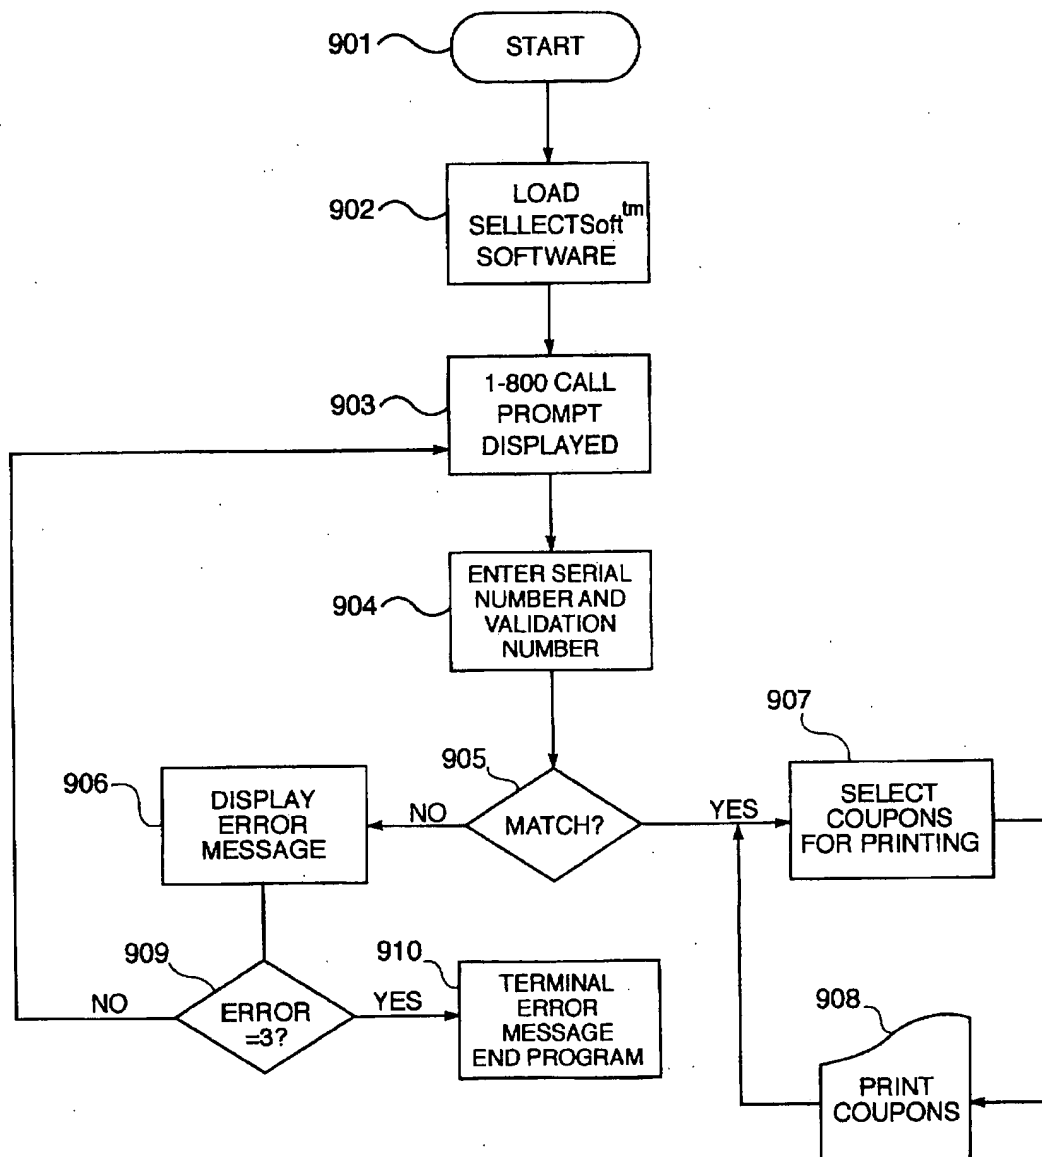 901
START
902
LOAD
SELLECTSoft tm
SOFTWARE
903
1-800 CALL
PROMPT
DISPLAYED
904
ENTER SERIAL
NUMBER AND
VALIDATION
NUMBER
905
MATCH?
NO
YES
906
DISPLAY
ERROR
MESSAGE
907
SELECT
COUPONS
FOR PRINTING
909
ERROR
=3?
NO
YES
910
TERMINAL
ERROR
MESSAGE
END PROGRAM
908
PRINT
COUPONS